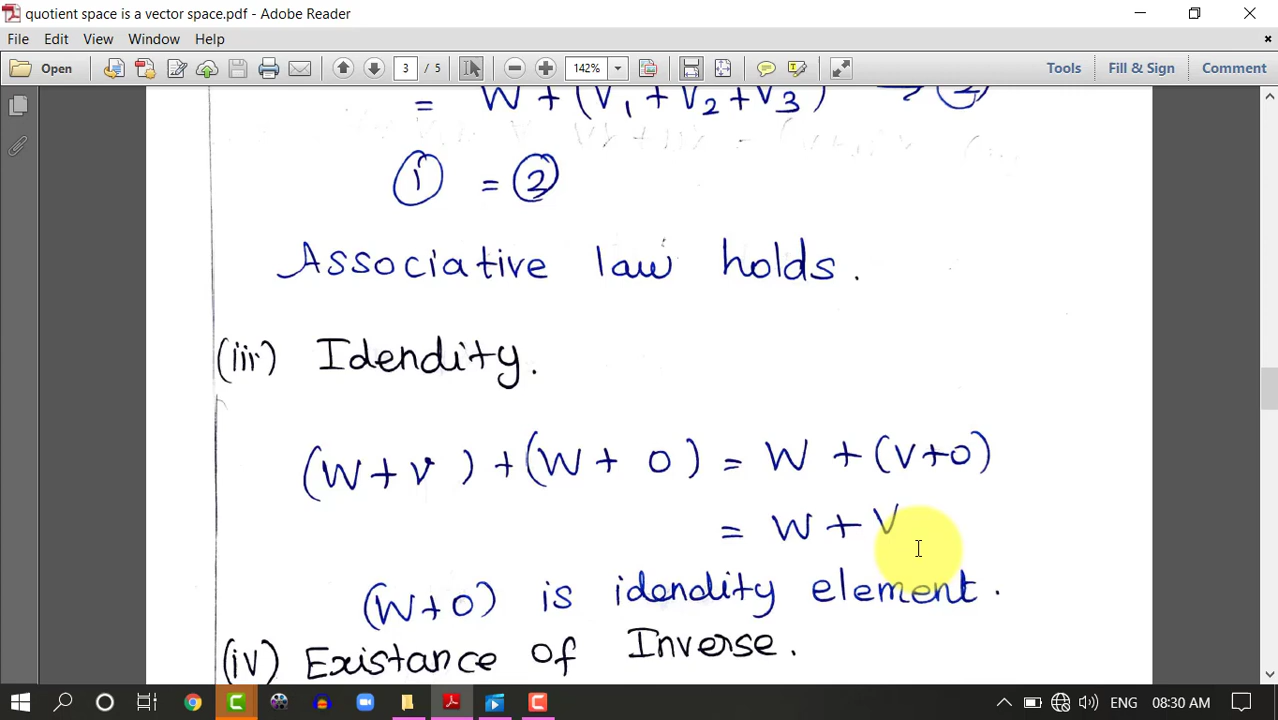 quotient space is a vector space.pdf - Adobe Reader
File Edit View Window Help
Open 3 / 5 142% Tools Fill & Sign Comment
= W + (V1 + V2 + V3) → ②
① = ②
Associative law holds.
(iii) Idendity.
(W + V) + (W + 0) = W + (V+0)
= W + V
(W+0) is idendity element.
(iv) Existance of Inverse.
ENG 08:30 AM